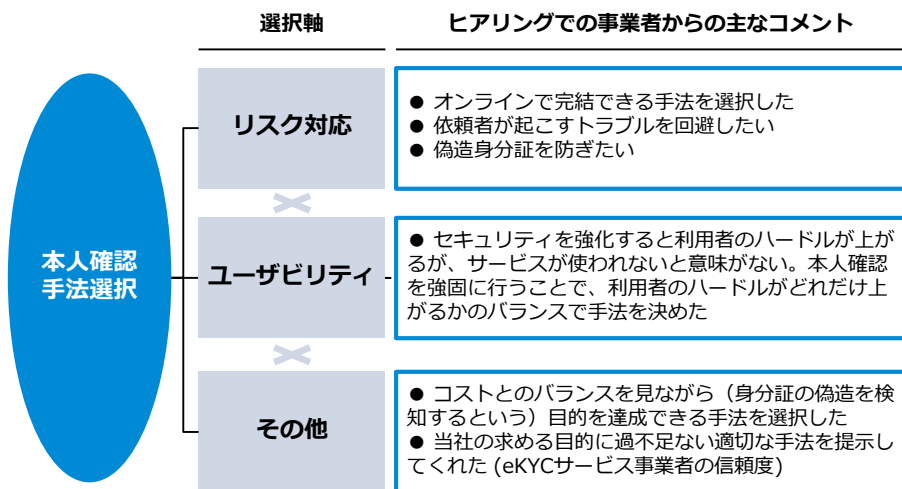 選択軸
ヒアリングでの事業者からの主なコメント
本人確認
手法選択
リスク対応
● オンラインで完結できる手法を選択した
● 依頼者が起こすトラブルを回避したい
● 偽造身分証を防ぎたい
ユーザビリティ
● セキュリティを強化すると利用者のハードルが上が
るが、サービスが使われないと意味がない。本人確認
を強固に行うことで、利用者のハードルがどれだけ上
がるかのバランスで手法を決めた
その他
● コストとのバランスを見ながら（身分証の偽造を検
知するという）目的を達成できる手法を選択した
● 当社の求める目的に過不足ない適切な手法を提示し
てくれた (eKYCサービス事業者の信頼度)